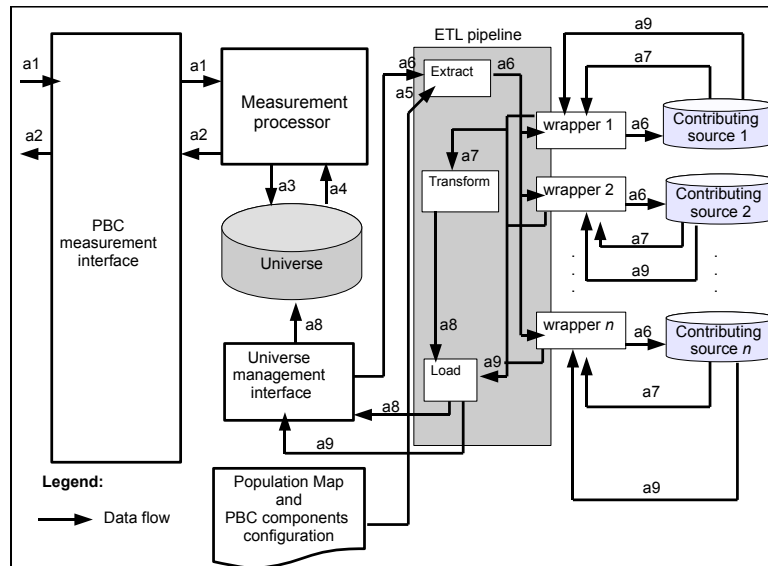 ETL pipeline
a9
a7
a1
a1
a6
a5
Extract
a6
Measurement
processor
wrapper 1
a6
Contributing
source 1
a2
a2
a7
a3
a4
Transform
wrapper 2
a6
Contributing
source 2
PBC
measurement
interface
Universe
a7
a9
. . .
. . .
a8
a8
wrapper n
a6
Contributing
source n
Universe
management
interface
Load
a9
a8
a7
a9
Legend:
Data flow
Population Map
and
PBC components
configuration
a9